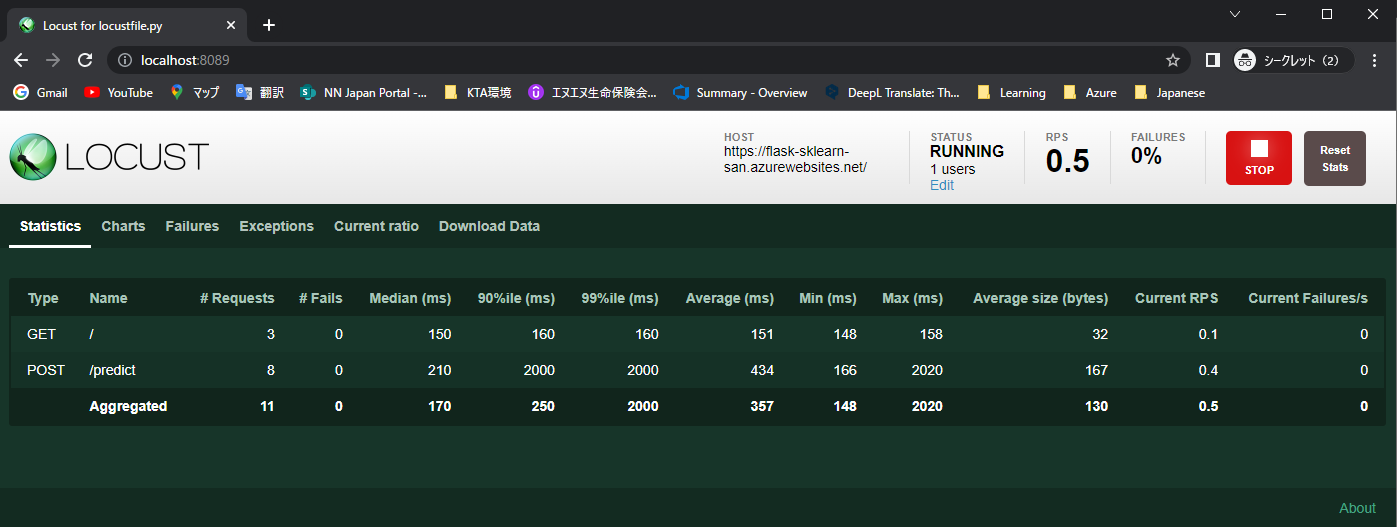 Locust for locustfile.py
localhost:8089
シークレット (2)
Gmail YouTube マップ 翻訳 NN Japan Portal -... KTA環境 エヌエヌ生命保険会... Summary - Overview DeepL Translate: Th... Learning Azure Japanese
LOCUST
HOST
https://flask-sklearn-
san.azurewebsites.net/
STATUS
RUNNING
1 users
Edit
RPS
0.5
FAILURES
0%
STOP
Reset
Stats
Statistics Charts Failures Exceptions Current ratio Download Data
Type Name # Requests # Fails Median (ms) 90%ile (ms) 99%ile (ms) Average (ms) Min (ms) Max (ms) Average size (bytes) Current RPS Current Failures/s
GET / 3 0 150 160 160 151 148 158 32 0.1 0
POST /predict 8 0 210 2000 2000 434 166 2020 167 0.4 0
Aggregated 11 0 170 250 2000 357 148 2020 130 0.5 0
About